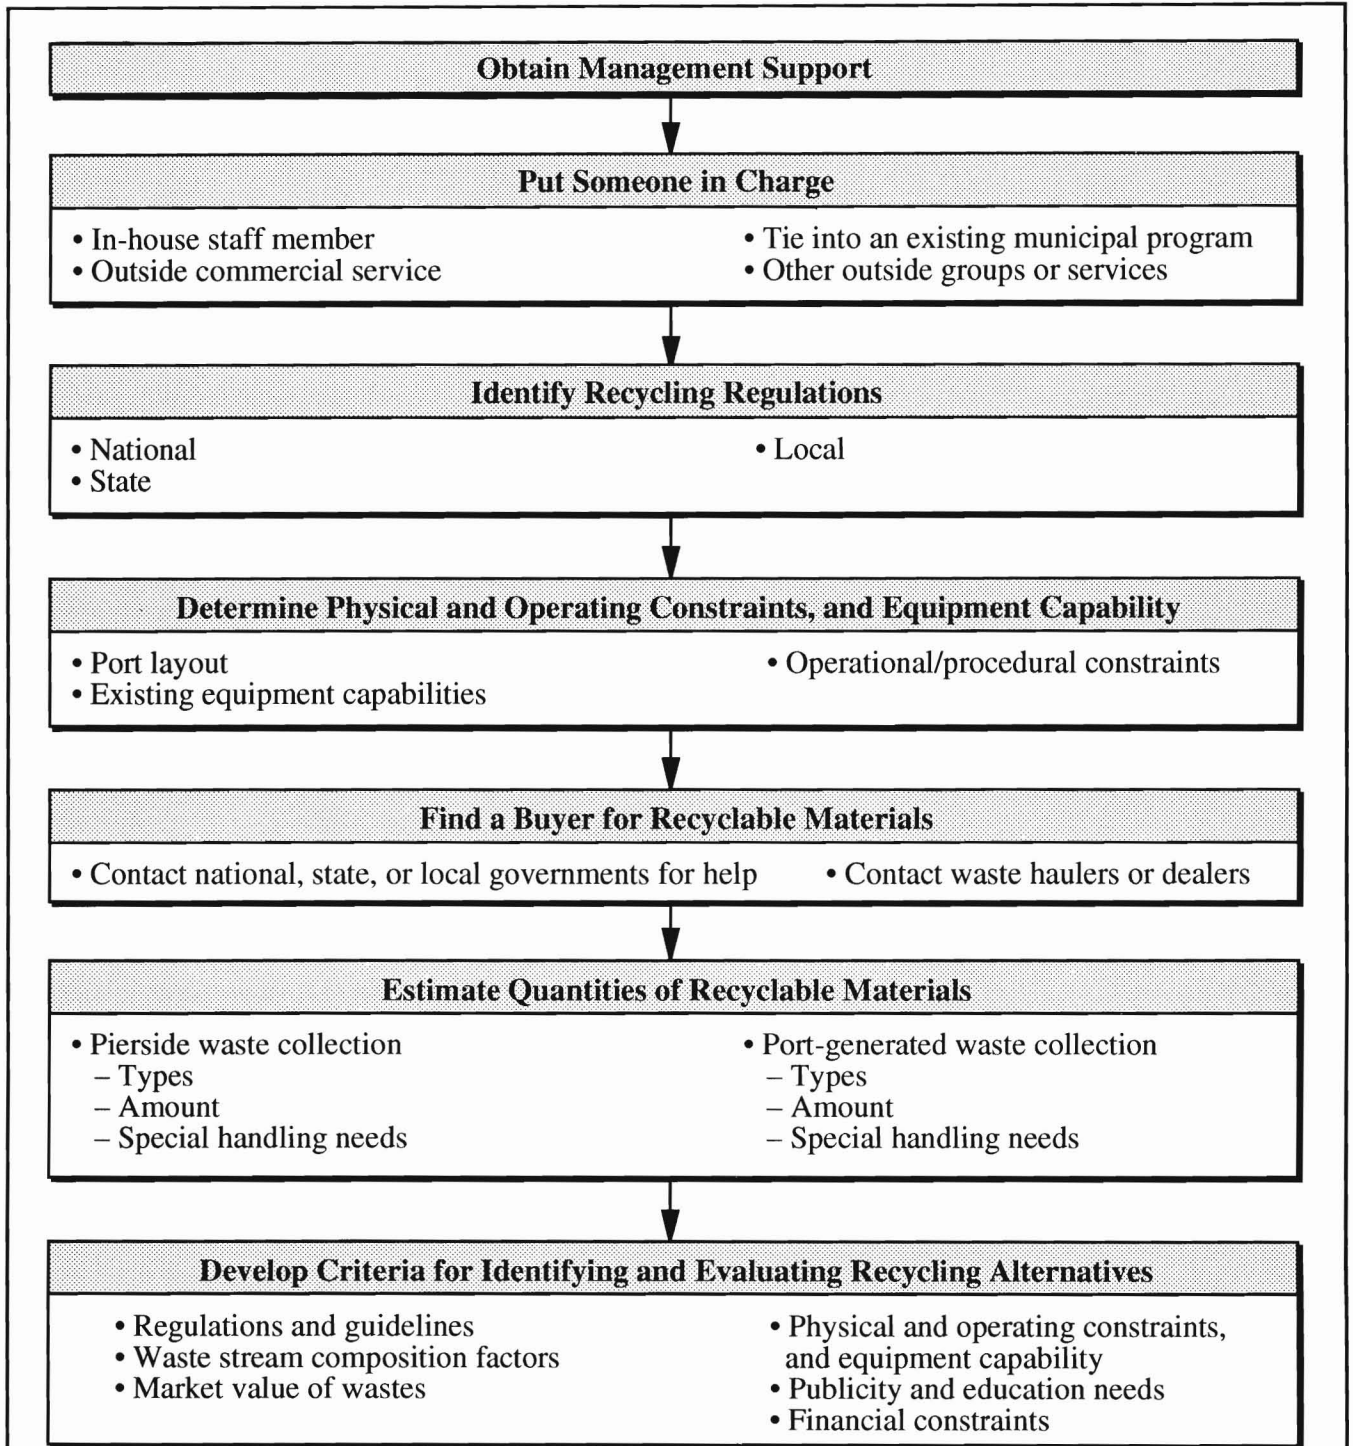 Obtain Management Support
Put Someone in Charge
• In-house staff member
• Outside commercial service
• Tie into an existing municipal program
• Other outside groups or services
Identify Recycling Regulations
• National
• State
• Local
Determine Physical and Operating Constraints, and Equipment Capability
• Port layout
• Existing equipment capabilities
• Operational/procedural constraints
Find a Buyer for Recyclable Materials
• Contact national, state, or local governments for help
• Contact waste haulers or dealers
Estimate Quantities of Recyclable Materials
• Pierside waste collection
– Types
– Amount
– Special handling needs
• Port-generated waste collection
– Types
– Amount
– Special handling needs
Develop Criteria for Identifying and Evaluating Recycling Alternatives
• Regulations and guidelines
• Waste stream composition factors
• Market value of wastes
• Physical and operating constraints,
and equipment capability
• Publicity and education needs
• Financial constraints